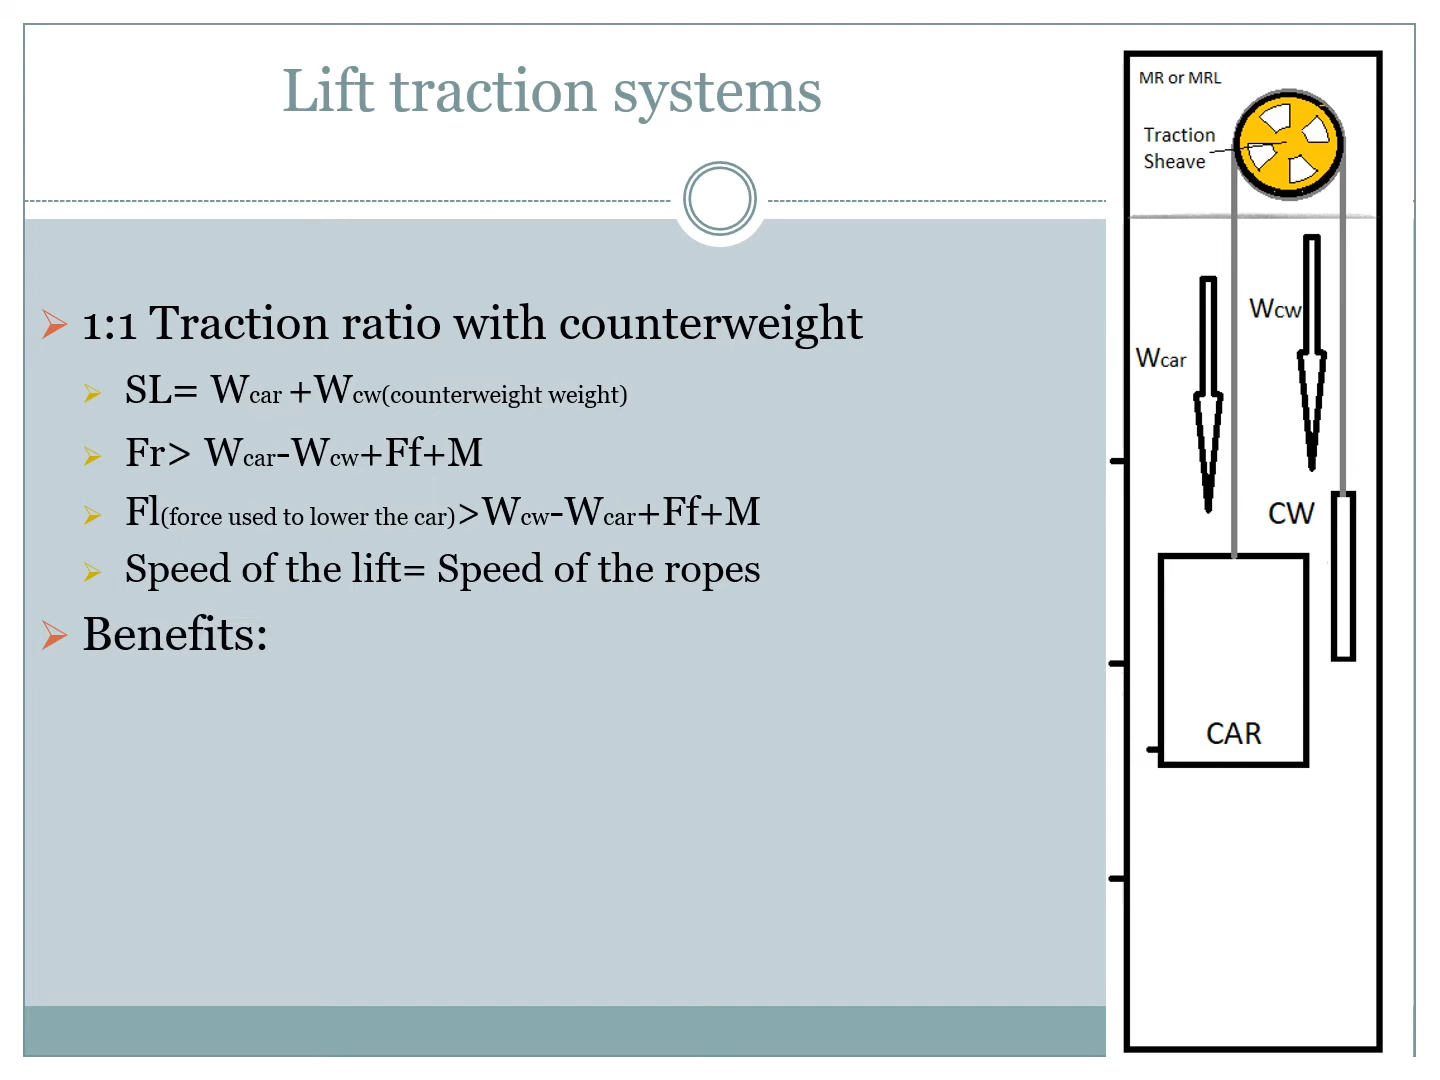 Lift traction systems
1:1 Traction ratio with counterweight
SL= Wcar +Wcw(counterweight weight)
Fr> Wcar-Wcw+Ff+M
Fl(force used to lower the car)>Wcw-Wcar+Ff+M
Speed of the lift= Speed of the ropes
Benefits:
MR or MRL
Traction
Sheave
Wcw
Wcar
CW
CAR